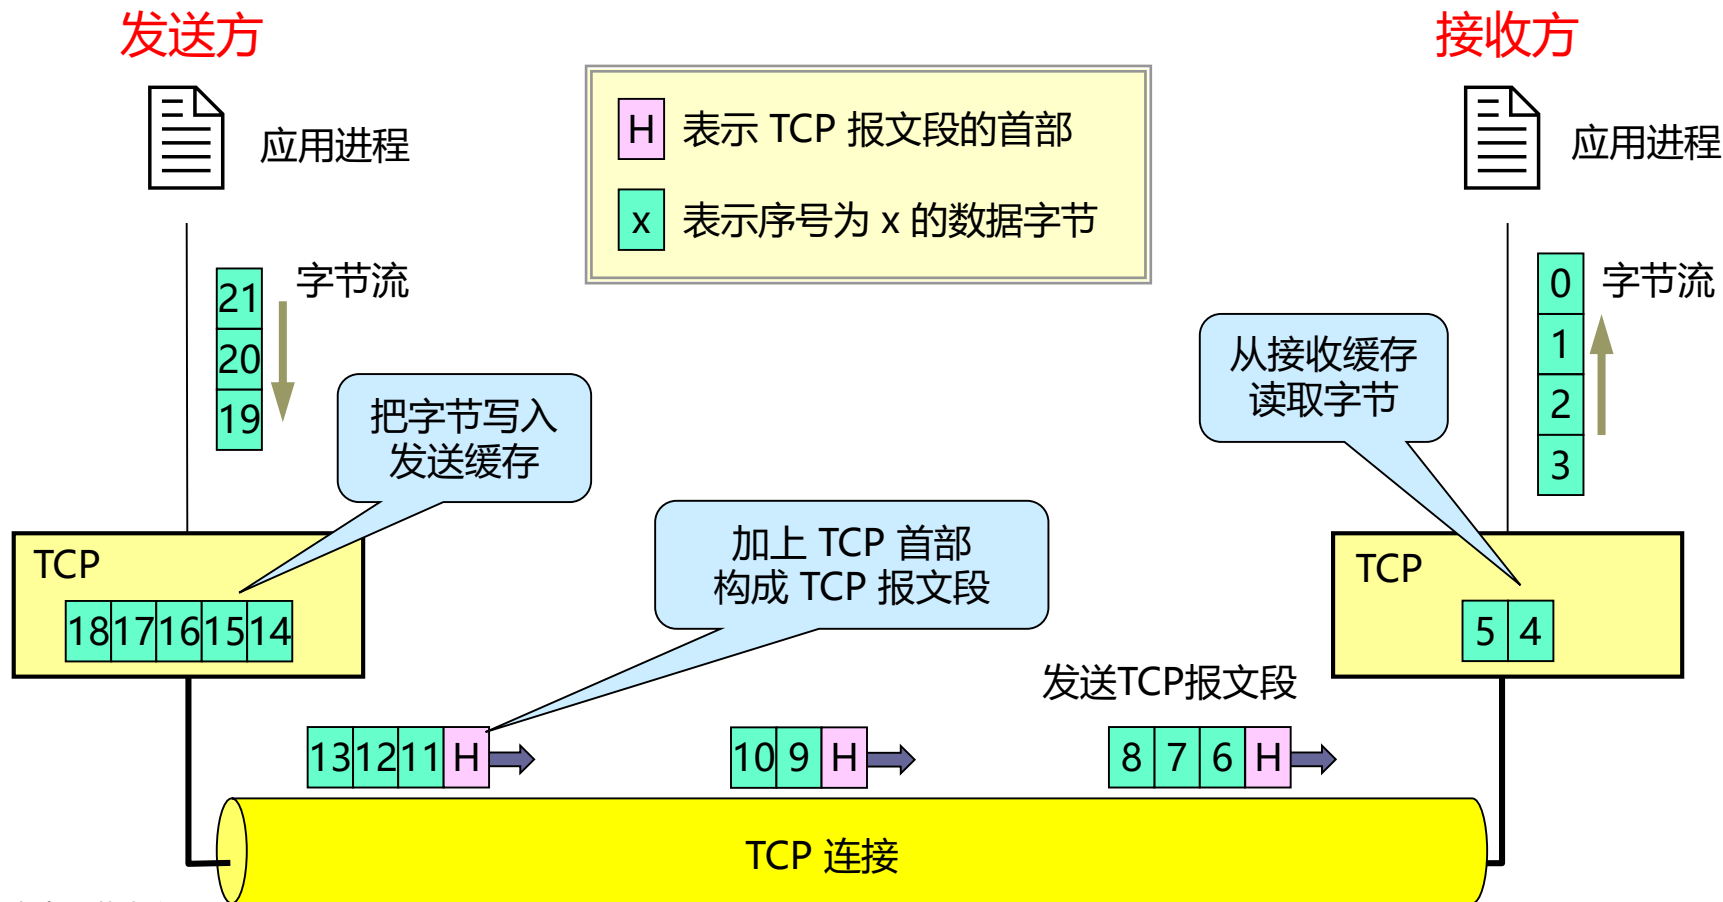 发送方
接收方
应用进程
H 表示 TCP 报文段的首部
x 表示序号为 x 的数据字节
应用进程
21
20
19
字节流
0
1
2
3
字节流
把字节写入
发送缓存
从接收缓存
读取字节
加上 TCP 首部
构成 TCP 报文段
TCP
18 17 16 15 14
TCP
5 4
发送TCP报文段
13 12 11 H
10 9 H
8 7 6 H
TCP 连接